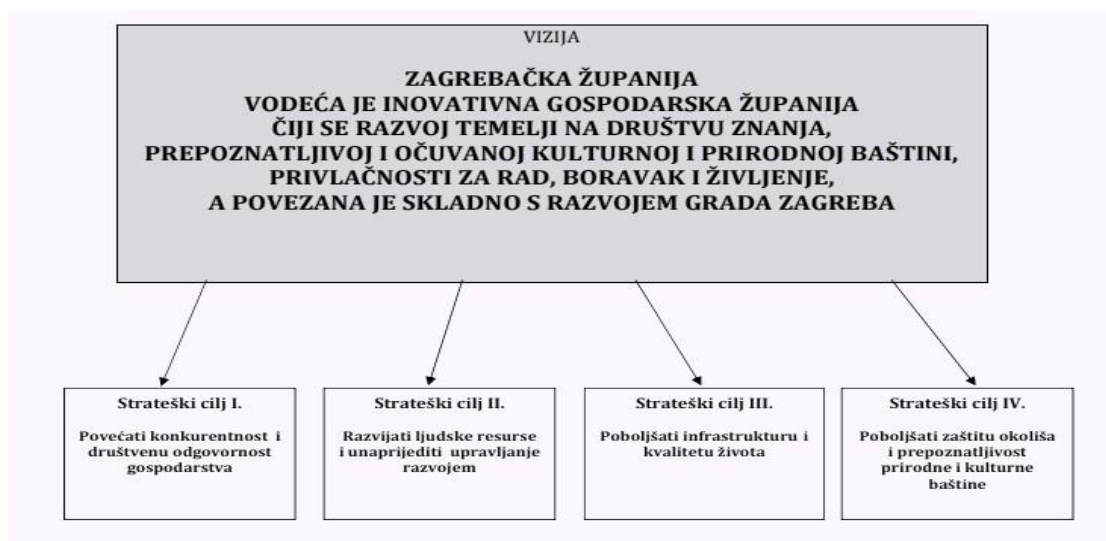 VIZIJA
ZAGREBAČKA ŽUPANIJA
VODEĆA JE INOVATIVNA GOSPODARSKA ŽUPANIJA
ČIJI SE RAZVOJ TEMELJI NA DRUŠTVU ZNANJA,
PREPOZNATLJIVOJ I OČUVANOJ KULTURNOJ I PRIRODNOJ BAŠTINI,
PRIVLAČNOSTI ZA RAD, BORAVAK I ŽIVLJENJE,
A POVEZANA JE SKLADNO S RAZVOJEM GRADA ZAGREBA
Strateški cilj I.
Povećati konkurentnost i
društvenu odgovornost
gospodarstva
Strateški cilj II.
Razvijati ljudske resurse
i unaprijediti upravljanje
razvojem
Strateški cilj III.
Poboljšati infrastrukturu i
kvalitetu života
Strateški cilj IV.
Poboljšati zaštitu okoliša
i prepoznatljivost
prirodne i kulturne
baštine